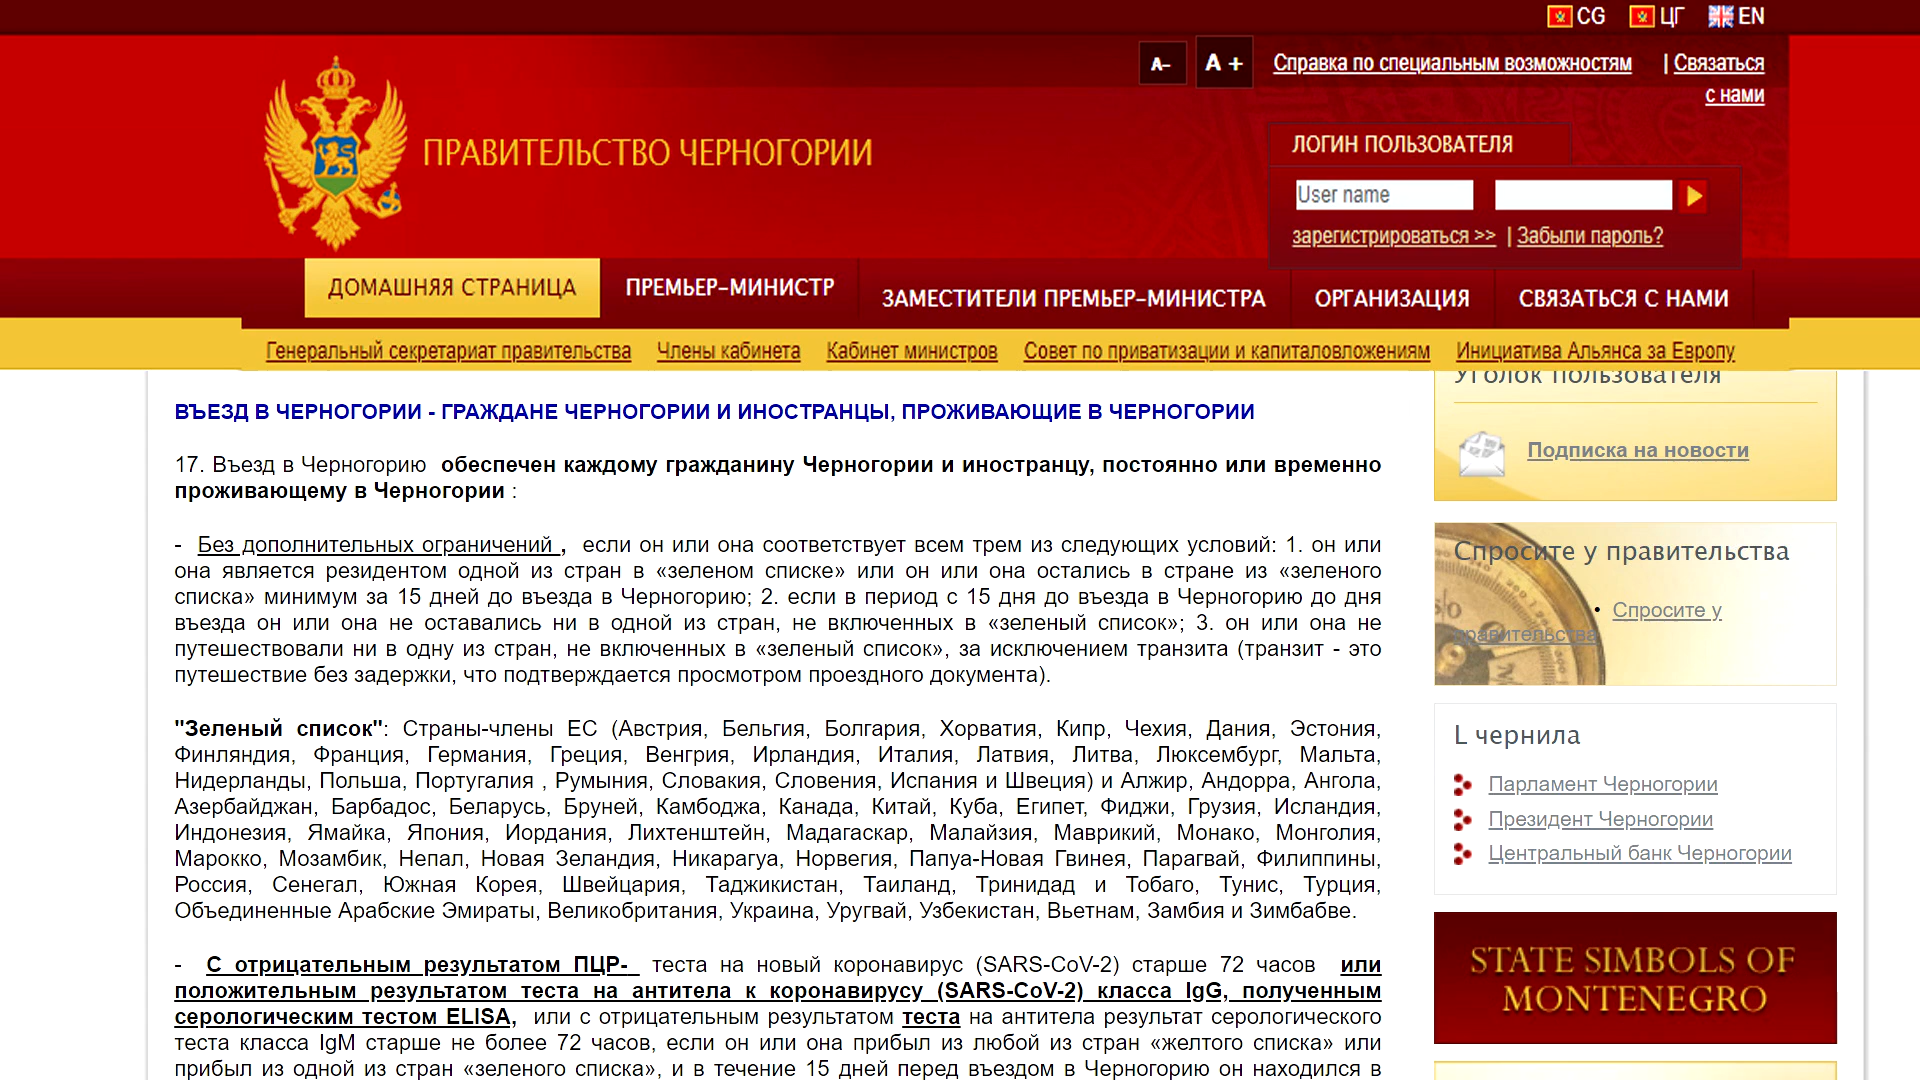 CG ЦГ EN
A- A + Справка по специальным возможностям | Связаться
с нами
ПРАВИТЕЛЬСТВО ЧЕРНОГОРИИ
ЛОГИН ПОЛЬЗОВАТЕЛЯ
User name
зарегистрироваться >> | Забыли пароль?
ДОМАШНЯЯ СТРАНИЦА ПРЕМЬЕР-МИНИСТР ЗАМЕСТИТЕЛИ ПРЕМЬЕР-МИНИСТРА ОРГАНИЗАЦИЯ СВЯЗАТЬСЯ С НАМИ
Генеральный секретариат правительства Члены кабинета Кабинет министров Совет по приватизации и капиталовложениям Инициатива Альянса за Европу
ВЪЕЗД В ЧЕРНОГОРИИ - ГРАЖДАНЕ ЧЕРНОГОРИИ И ИНОСТРАНЦЫ, ПРОЖИВАЮЩИЕ В ЧЕРНОГОРИИ
17. Въезд в Черногорию обеспечен каждому гражданину Черногории и иностранцу, постоянно или временно
проживающему в Черногории :
- Без дополнительных ограничений , если он или она соответствует всем трем из следующих условий: 1. он или
она является резидентом одной из стран в «зеленом списке» или он или она остались в стране из «зеленого
списка» минимум за 15 дней до въезда в Черногорию; 2. если в период с 15 дня до въезда в Черногорию до дня
въезда он или она не оставались ни в одной из стран, не включенных в «зеленый список»; 3. он или она не
путешествовали ни в одну из стран, не включенных в «зеленый список», за исключением транзита (транзит - это
путешествие без задержки, что подтверждается просмотром проездного документа).
"Зеленый список": Страны-члены ЕС (Австрия, Бельгия, Болгария, Хорватия, Кипр, Чехия, Дания, Эстония,
Финляндия, Франция, Германия, Греция, Венгрия, Ирландия, Италия, Латвия, Литва, Люксембург, Мальта,
Нидерланды, Польша, Португалия , Румыния, Словакия, Словения, Испания и Швеция) и Алжир, Андорра, Ангола,
Азербайджан, Барбадос, Беларусь, Бруней, Камбоджа, Канада, Китай, Куба, Египет, Фиджи, Грузия, Исландия,
Индонезия, Ямайка, Япония, Иордания, Лихтенштейн, Мадагаскар, Малайзия, Маврикий, Монако, Монголия,
Марокко, Мозамбик, Непал, Новая Зеландия, Никарагуа, Норвегия, Папуа-Новая Гвинея, Парагвай, Филиппины,
Россия, Сенегал, Южная Корея, Швейцария, Таджикистан, Таиланд, Тринидад и Тобаго, Тунис, Турция,
Объединенные Арабские Эмираты, Великобритания, Украина, Уругвай, Узбекистан, Вьетнам, Замбия и Зимбабве.
- С отрицательным результатом ПЦР- теста на новый коронавирус (SARS-CoV-2) старше 72 часов или
положительным результатом теста на антитела к коронавирусу (SARS-CoV-2) класса IgG, полученным
серологическим тестом ELISA, или с отрицательным результатом теста на антитела результат серологического
теста класса IgM старше не более 72 часов, если он или она прибыл из любой из стран «желтого списка» или
прибыл из одной из стран «зеленого списка», и в течение 15 дней перед въездом в Черногорию он находился в
Уголок пользователя
Подписка на новости
Спросите у правительства
• Спросите у
правительства
L чернила
Парламент Черногории
Президент Черногории
Центральный банк Черногории
STATE SIMBOLS OF
MONTENEGRO